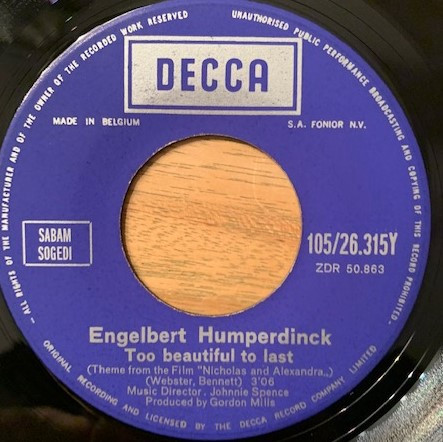 - ALL RIGHTS OF THE MANUFACTURER AND OF THE OWNER OF THE RECORDED WORK RESERVED
UNAUTHORISED PUBLIC PERFORMANCE BROADCASTING AND COPYING OF THIS RECORD PROHIBITED -
DECCA
MADE IN BELGIUM
S.A. FONIOR N.V.
SABAM
SOGEDI
105/26.315Y
ZDR 50.863
Engelbert Humperdinck
Too beautiful to last
(Theme from the Film "Nicholas and Alexandra„)
(Webster, Bennett) 3'06
Music Director. Johnnie Spence
Produced by Gordon Mills
ORIGINAL RECORDING AND LICENSED BY THE DECCA RECORD COMPANY LIMITED